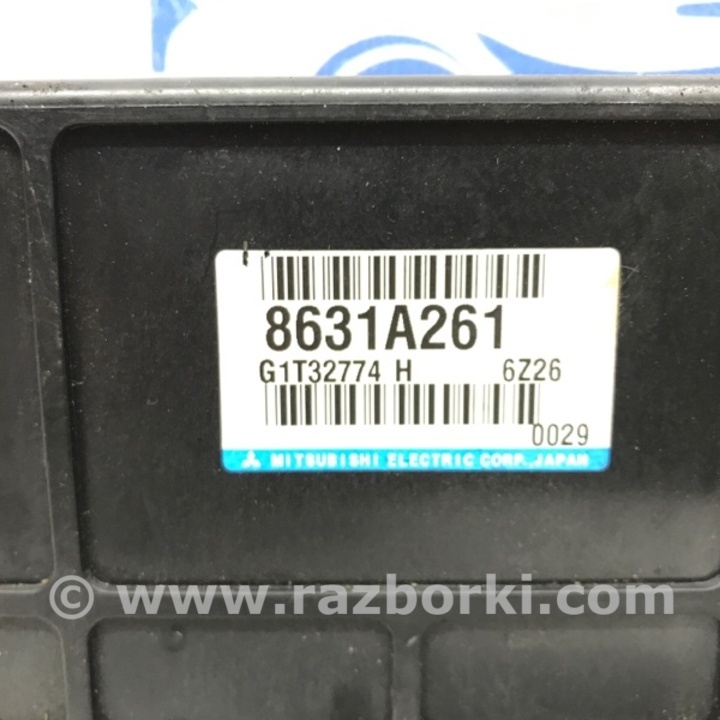 8631A261
G1T32774 H 6Z26
0029
MITSUBISHI ELECTRIC CORP., JAPAN
© www.razborki.com